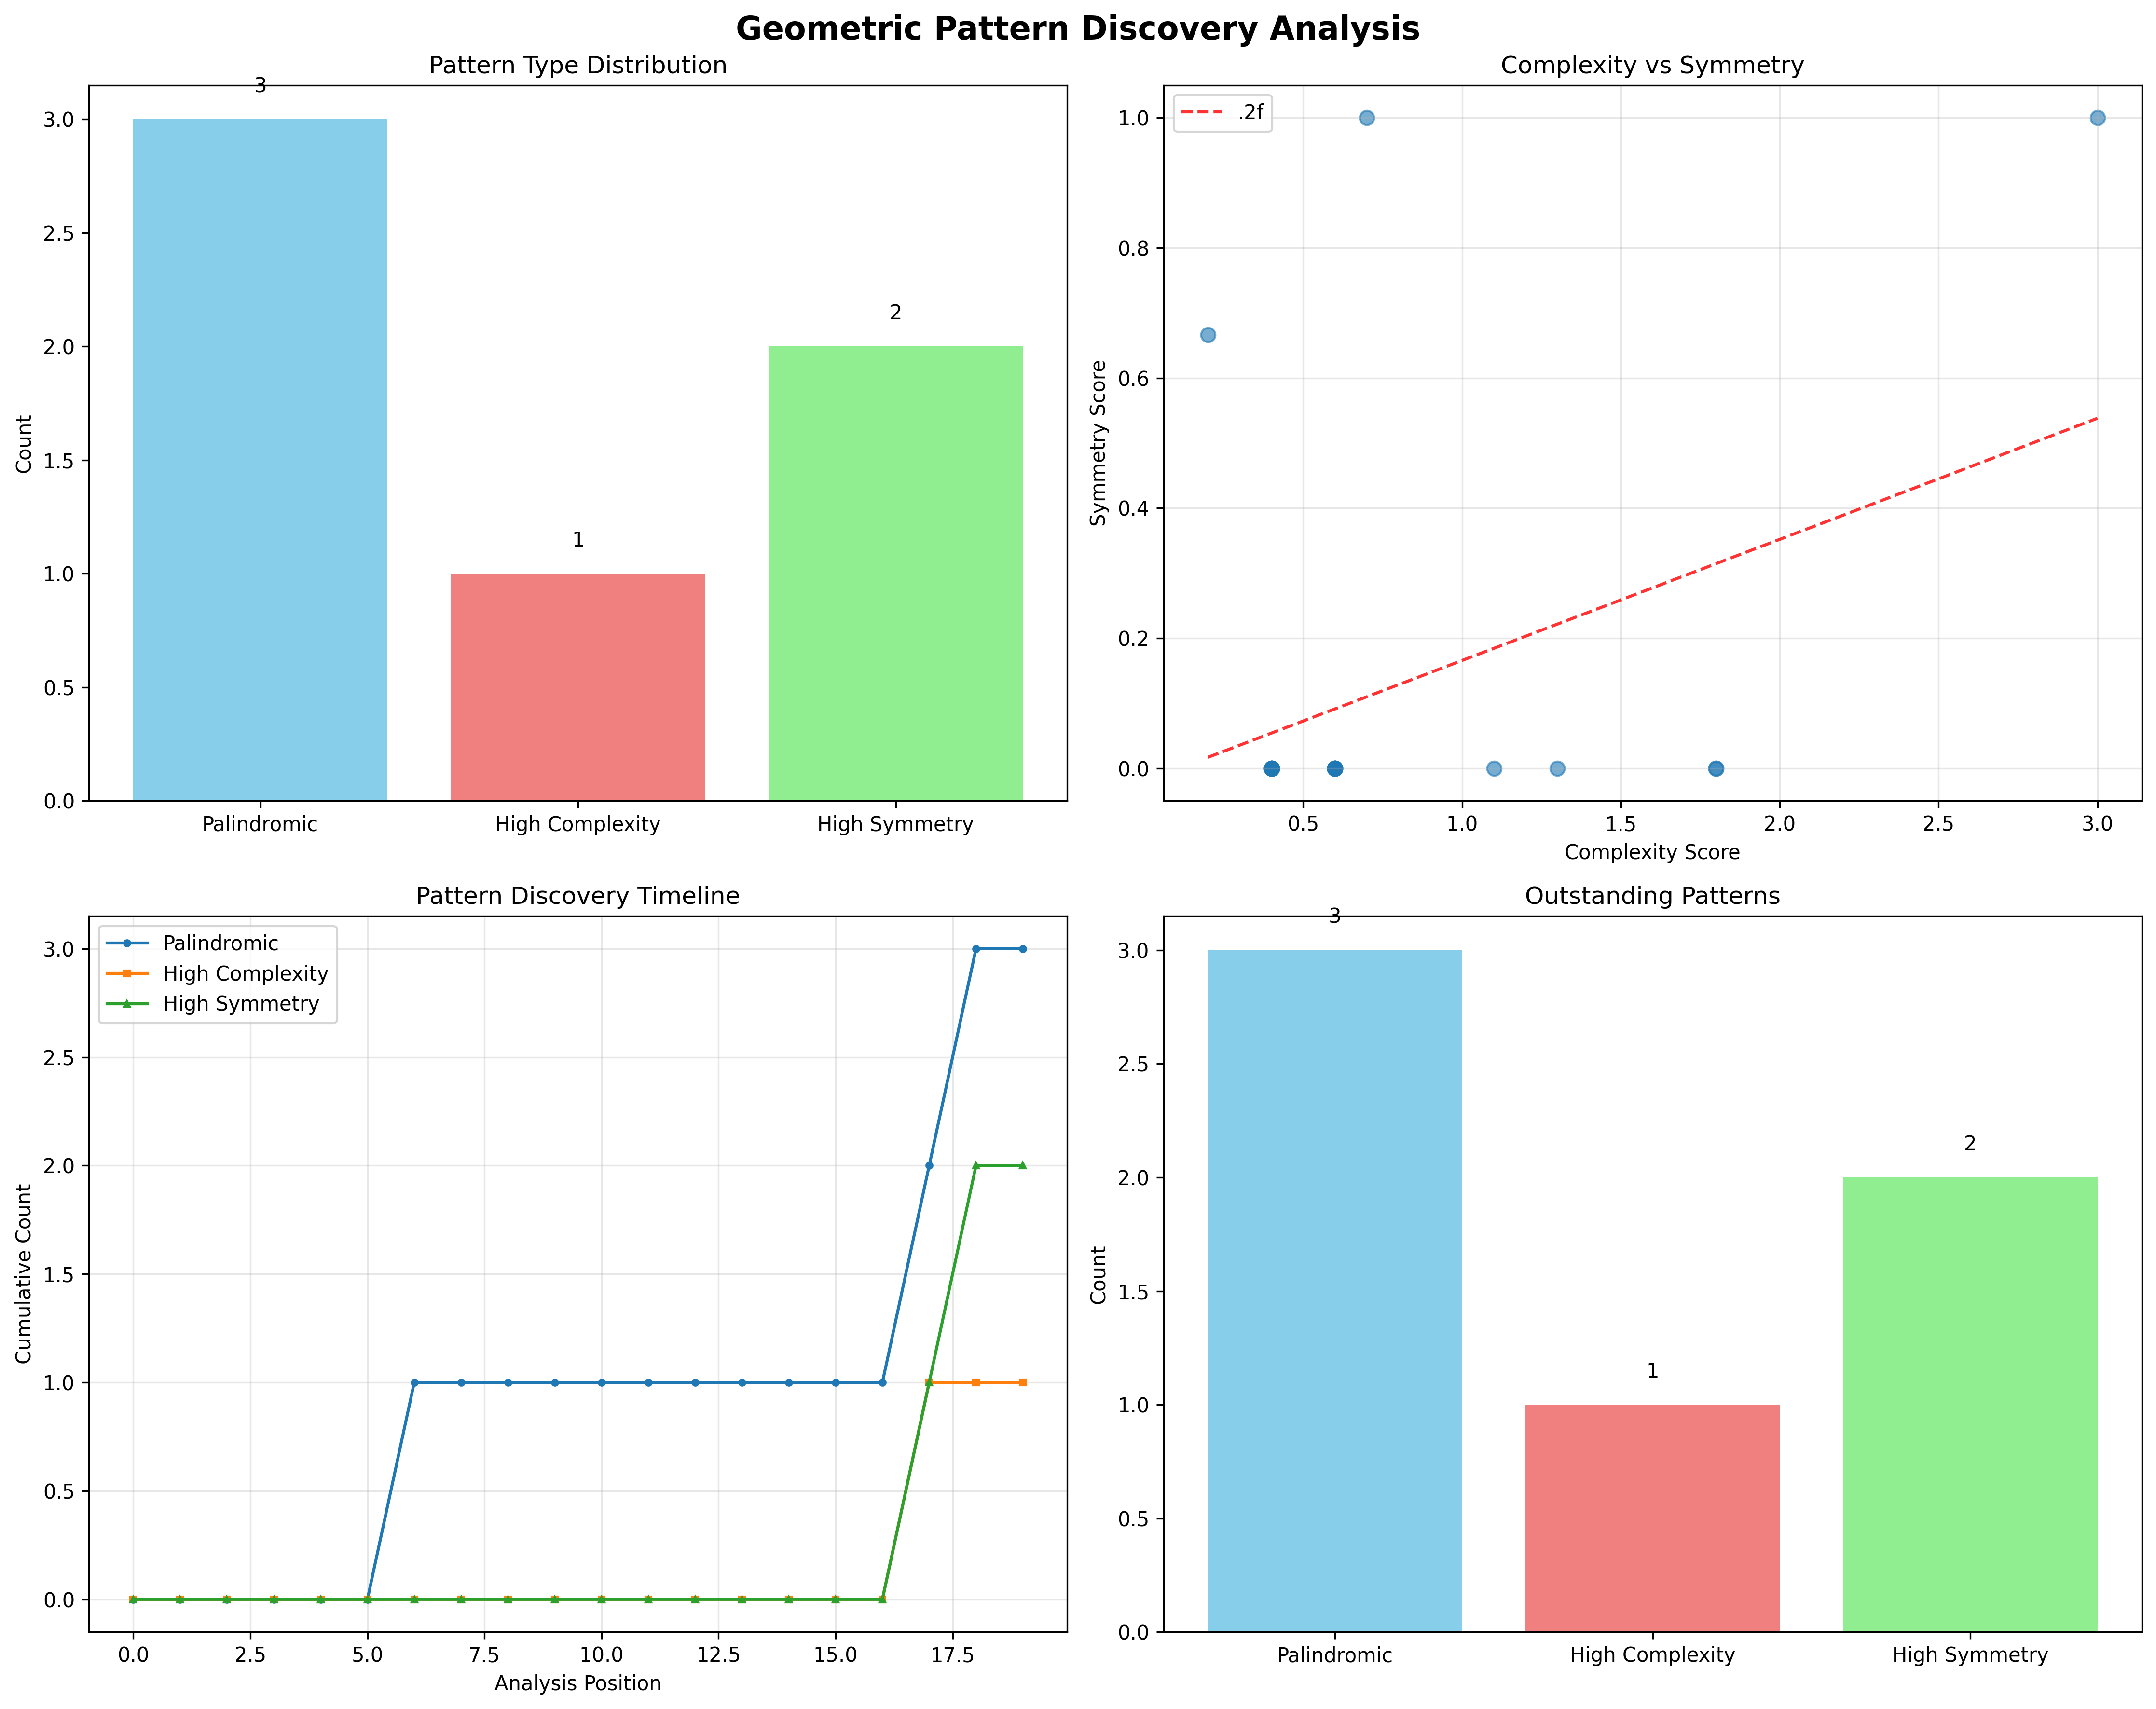 Geometric Pattern Discovery Analysis
Pattern Type Distribution
3
3.0
2.5
2
2.0
Count
1.5
1
1.0
0.5
0.0
Palindromic High Complexity High Symmetry
Complexity vs Symmetry
.2f
1.0
0.8
Symmetry Score
0.6
0.4
0.2
0.0
0.5 1.0 1.5 2.0 2.5 3.0
Complexity Score
Pattern Discovery Timeline
Palindromic
High Complexity
High Symmetry
3.0
2.5
2.0
Cumulative Count
1.5
1.0
0.5
0.0
0.0 2.5 5.0 7.5 10.0 12.5 15.0 17.5
Analysis Position
Outstanding Patterns
3
3.0
2.5
2
2.0
Count
1.5
1
1.0
0.5
0.0
Palindromic High Complexity High Symmetry